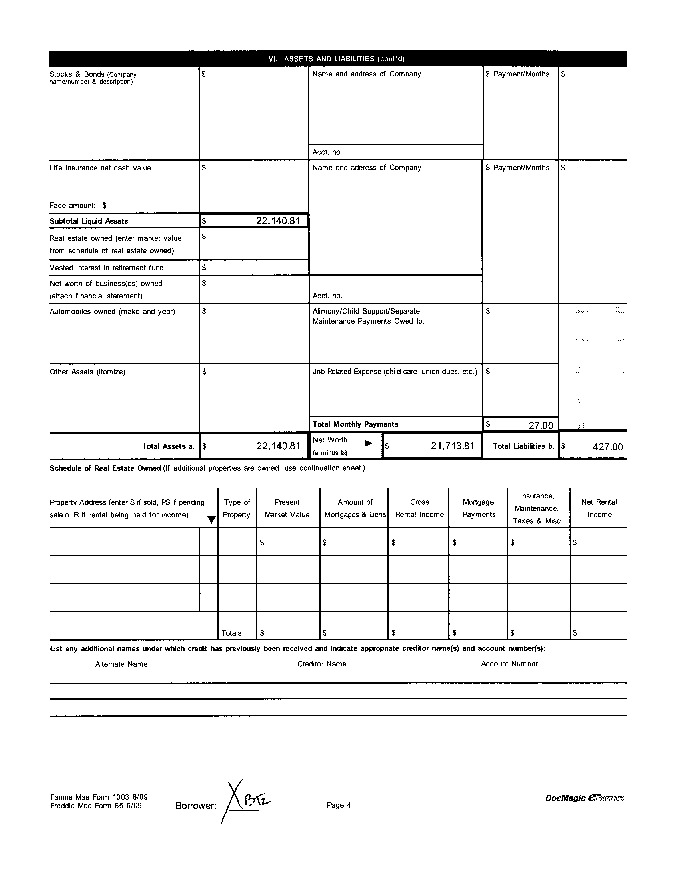 VI. ASSETS AND LIABILITIES (cont'd)
Stocks & Bonds (Company name/number & description)
$
Name and address of Company
$ Payment/Months
$
Acct. no.
Life insurance net cash value
$
Name and address of Company
$ Payment/Months
$
Face amount: $
Subtotal Liquid Assets
$ 22,140.81
Real estate owned (enter market value
from schedule of real estate owned)
$
Vested interest in retirement fund
$
Net worth of business(es) owned
(attach financial statement)
$
Acct. no.
Automobiles owned (make and year)
$
Alimony/Child Support/Separate
Maintenance Payments Owed to:
$
Other Assets (itemize)
$
Job Related Expense (child care, union dues, etc.)
$
Total Monthly Payments
$ 27.00
Total Assets a.
$ 22,140.81
Net Worth
(a minus b)
$ 21,713.81
Total Liabilities b.
$ 427.00
Schedule of Real Estate Owned (If additional properties are owned, use continuation sheet.)
Property Address (enter S if sold, PS if pending
sale or R if rental being held for income)
Type of
Property
Present
Market Value
Amount of
Mortgages & Liens
Gross
Rental Income
Mortgage
Payments
Insurance,
Maintenance,
Taxes & Misc.
Net Rental
Income
$ $ $ $ $ $
Totals $ $ $ $ $ $
List any additional names under which credit has previously been received and indicate appropriate creditor name(s) and account number(s):
Alternate Name Creditor Name Account Number
Fannie Mae Form 1003 6/09
Freddie Mac Form 65 6/09
Borrower:
Page 4
DocMagic